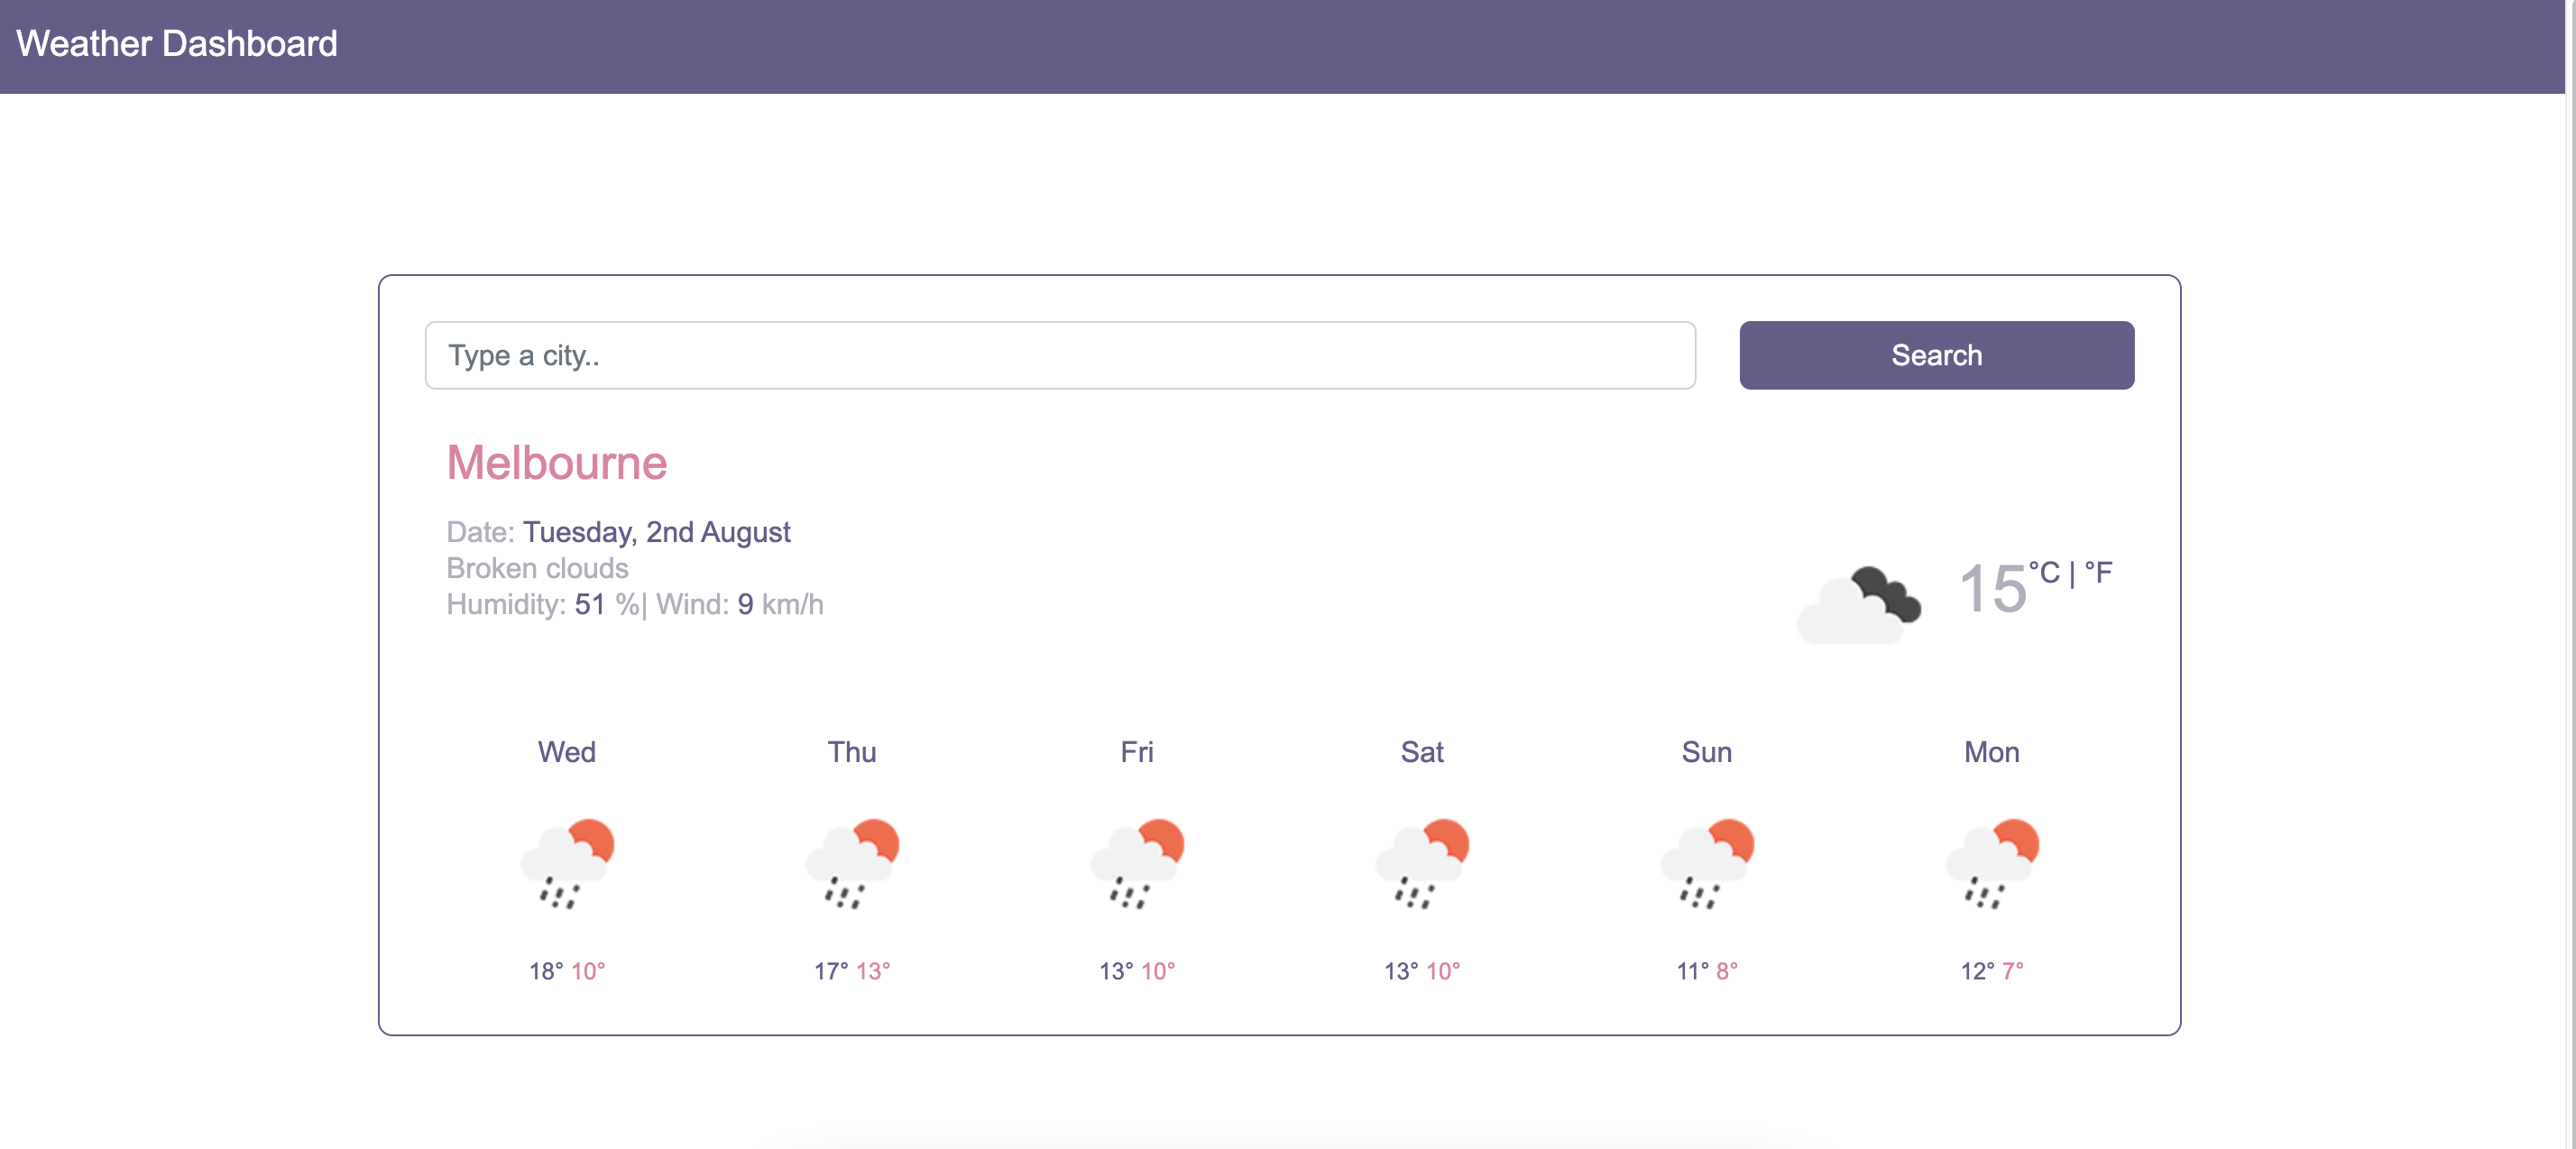 Weather Dashboard
Type a city..
Search
Melbourne
Date: Tuesday, 2nd August
Broken clouds
Humidity: 51 %| Wind: 9 km/h
15°C | °F
Wed Thu Fri Sat Sun Mon
18° 10° 17° 13° 13° 10° 13° 10° 11° 8° 12° 7°